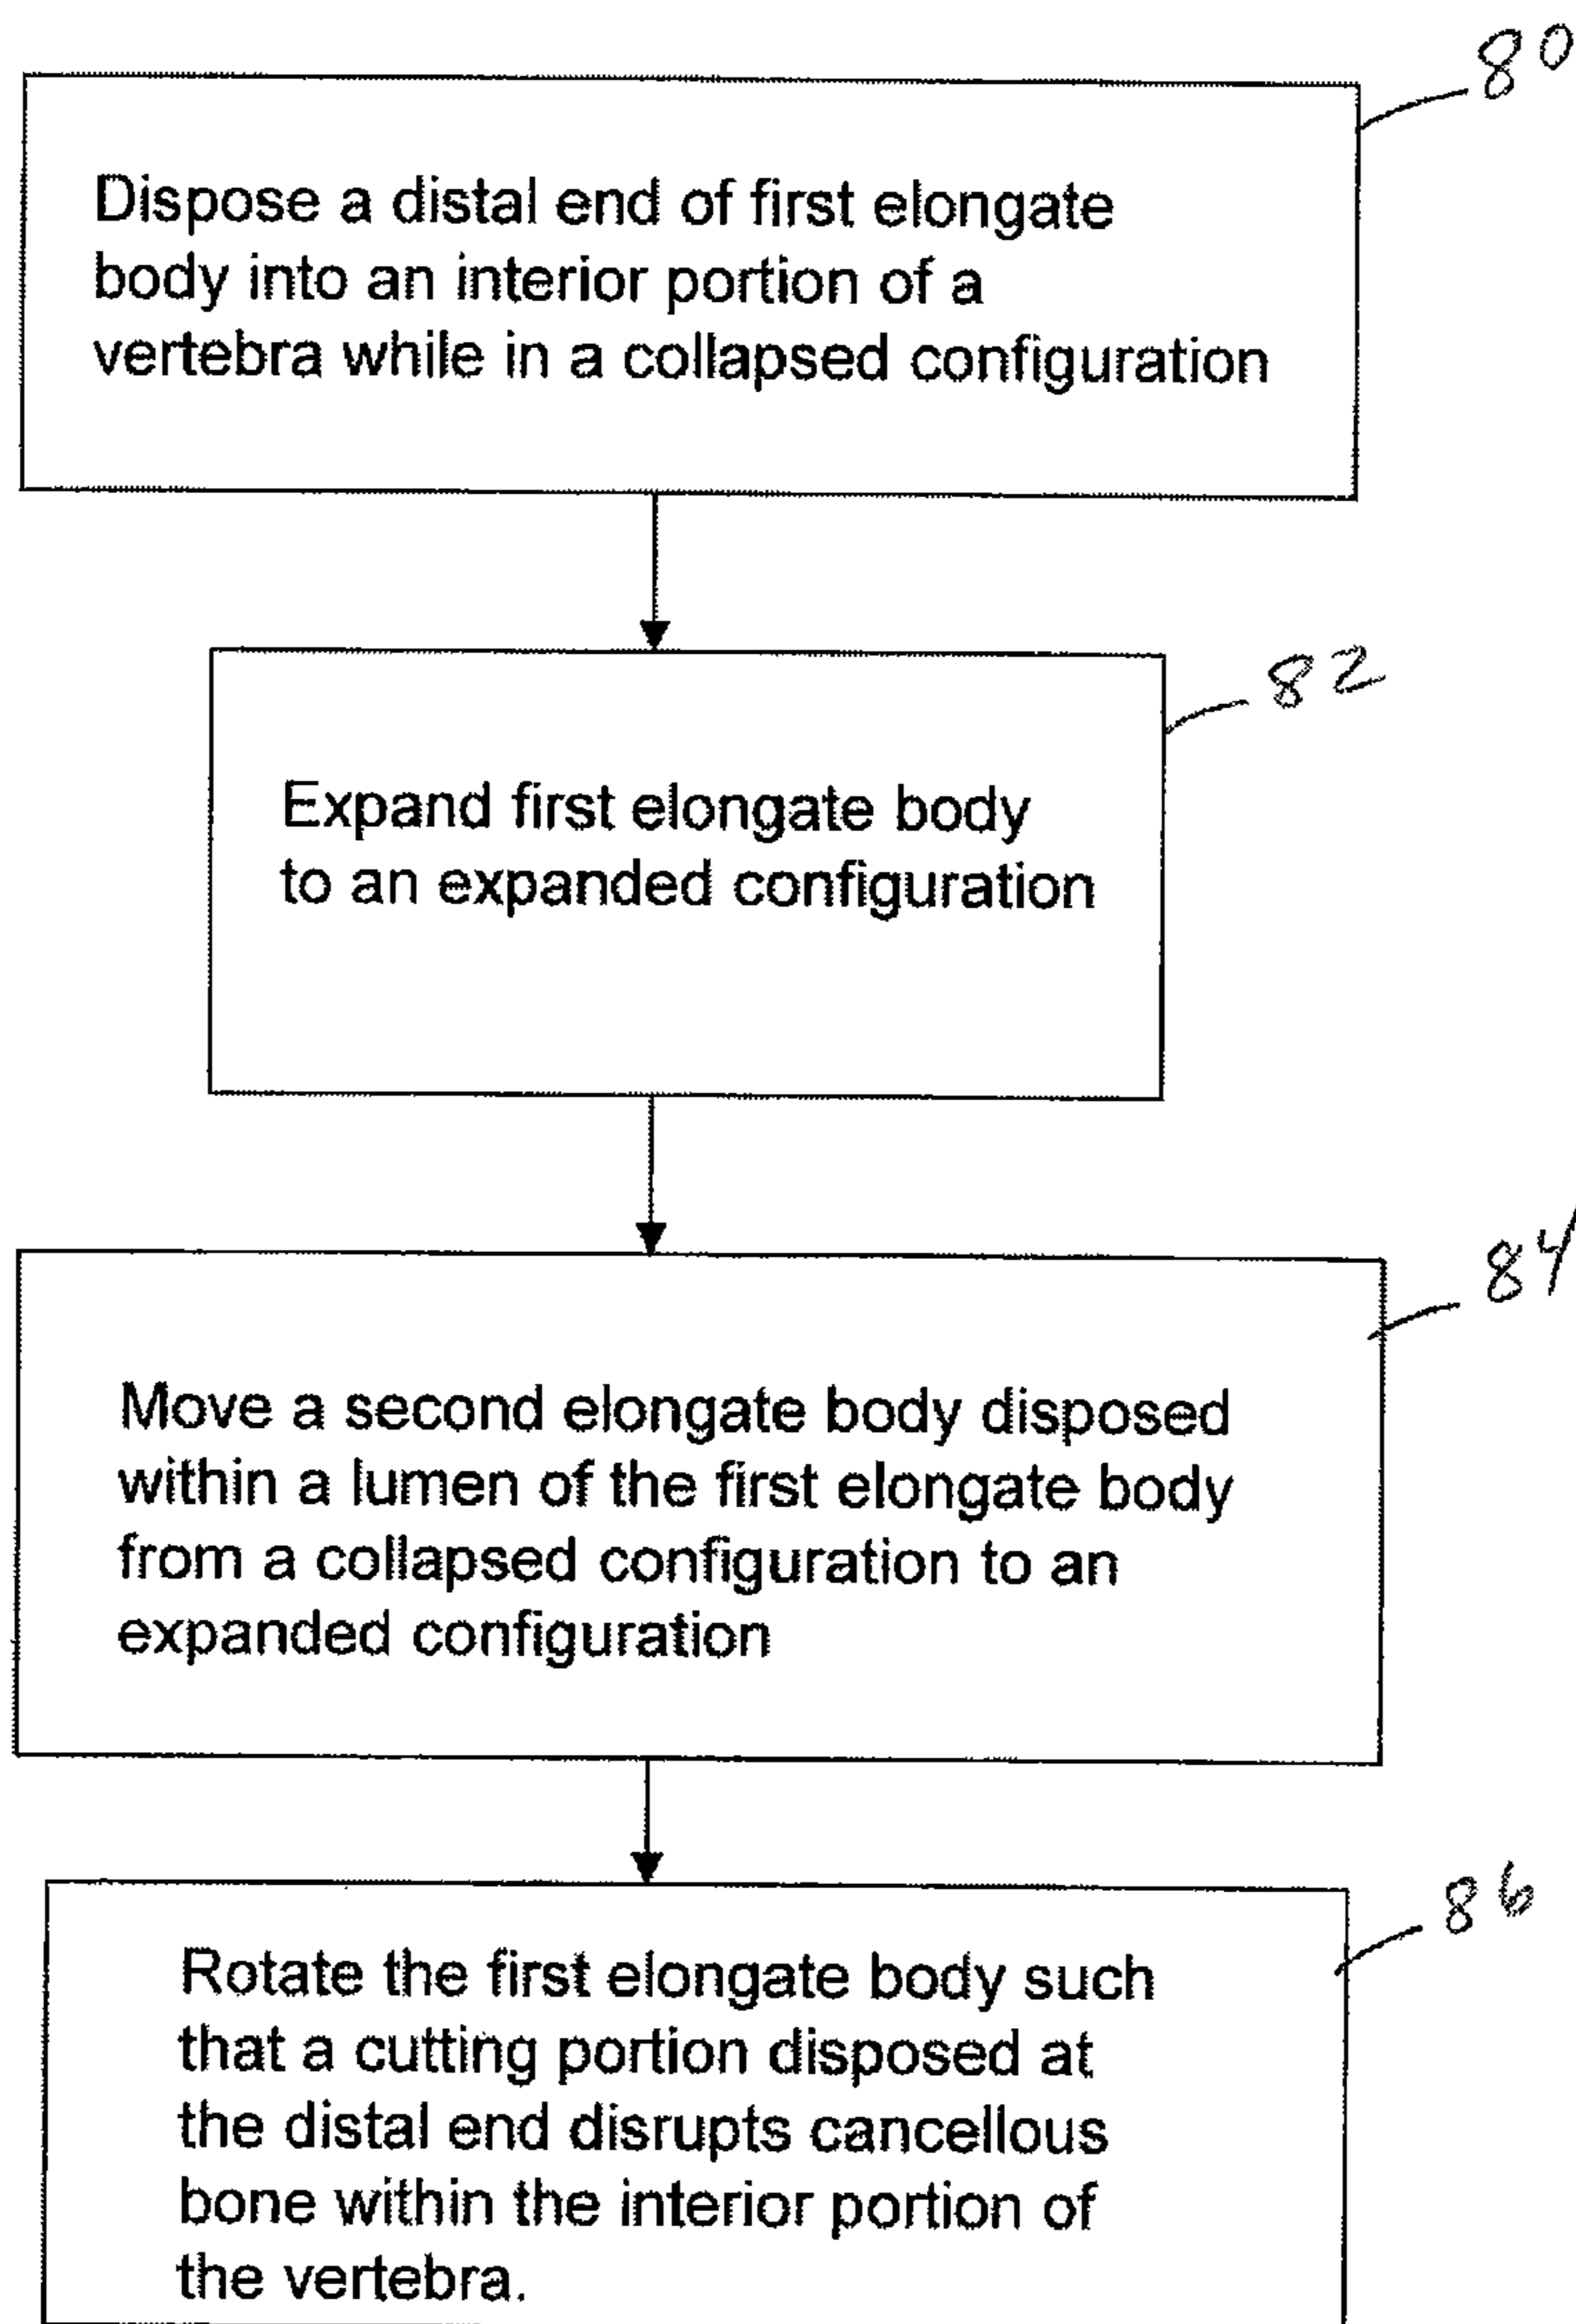 80
Dispose a distal end of first elongate
body into an interior portion of a
vertebra while in a collapsed configuration
82
Expand first elongate body
to an expanded configuration
84
Move a second elongate body disposed
within a lumen of the first elongate body
from a collapsed configuration to an
expanded configuration
86
Rotate the first elongate body such
that a cutting portion disposed at
the distal end disrupts cancellous
bone within the interior portion of
the vertebra.